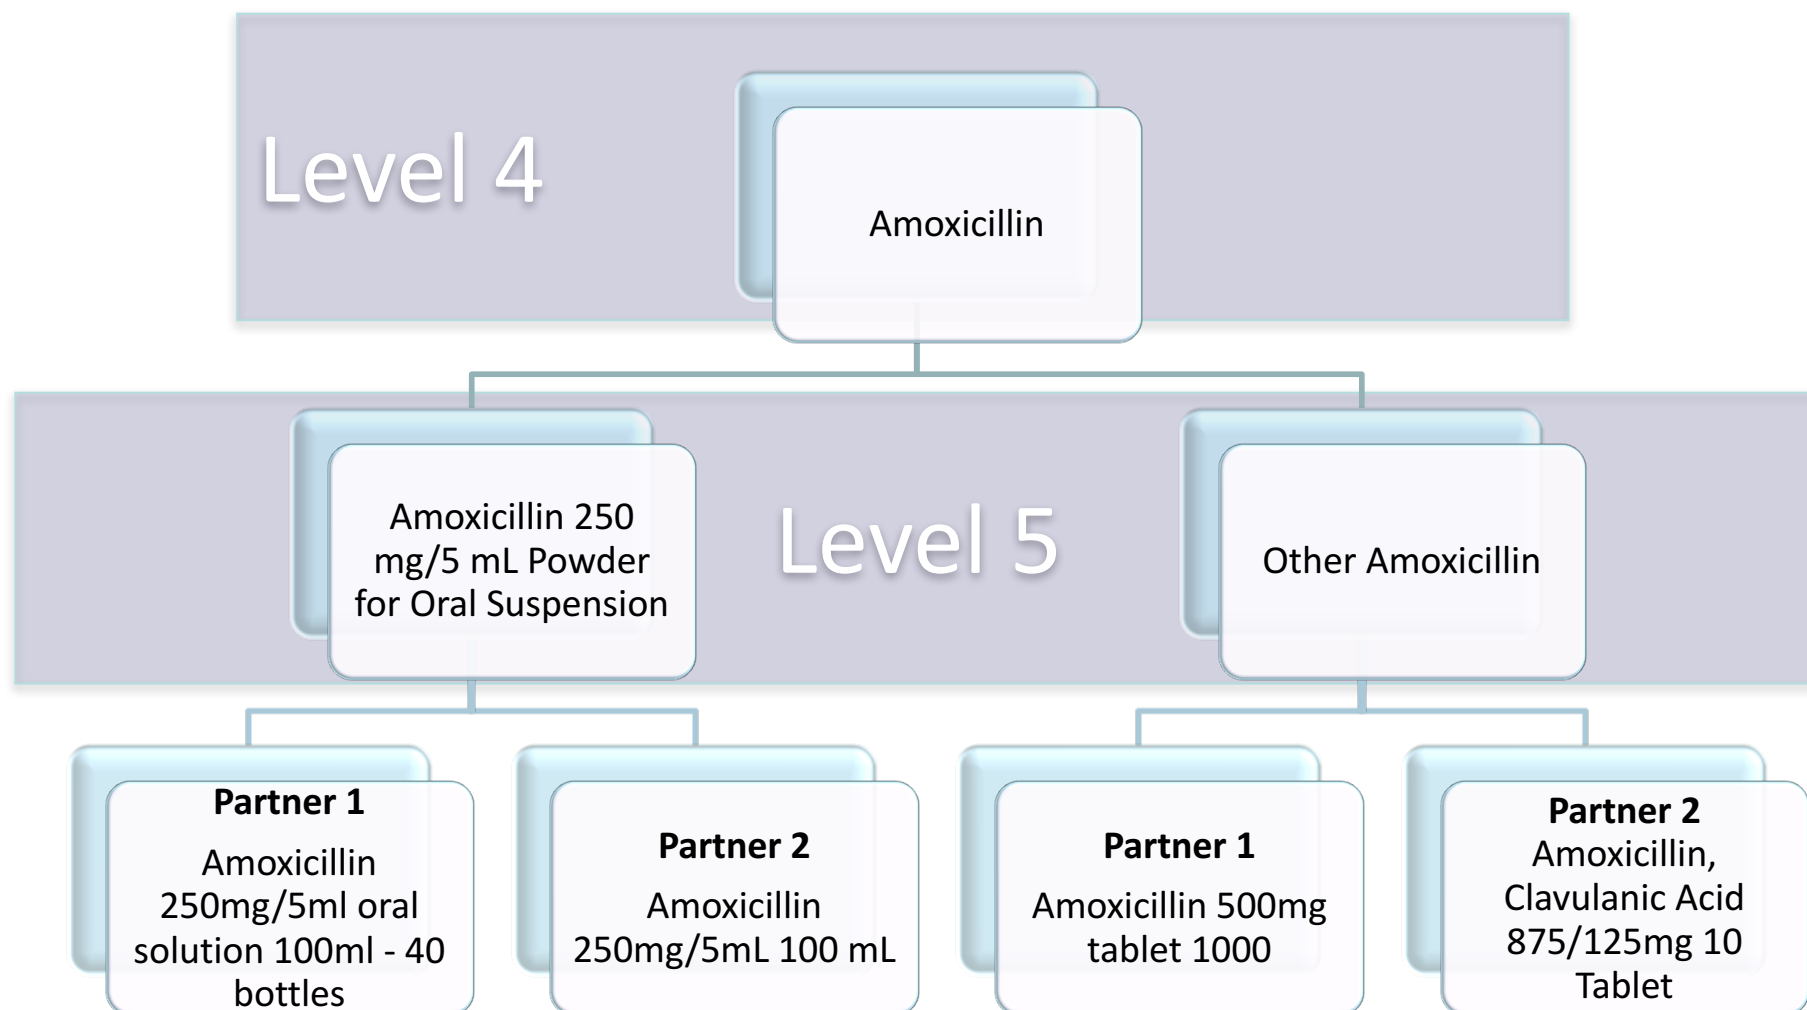 Level 4
Amoxicillin
Amoxicillin 250
mg/5 mL Powder
for Oral Suspension
Level 5
Other Amoxicillin
Partner 1
Amoxicillin
250mg/5ml oral
solution 100ml - 40
bottles
Partner 2
Amoxicillin
250mg/5mL 100 mL
Partner 1
Amoxicillin 500mg
tablet 1000
Partner 2
Amoxicillin,
Clavulanic Acid
875/125mg 10
Tablet